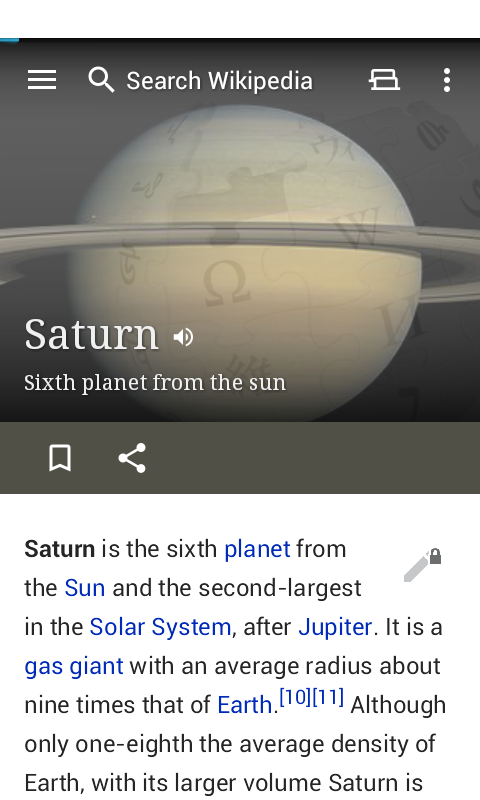 Search Wikipedia
Saturn
Sixth planet from the sun
Saturn is the sixth planet from
the Sun and the second-largest
in the Solar System, after Jupiter. It is a
gas giant with an average radius about
nine times that of Earth.[10][11] Although
only one-eighth the average density of
Earth, with its larger volume Saturn is